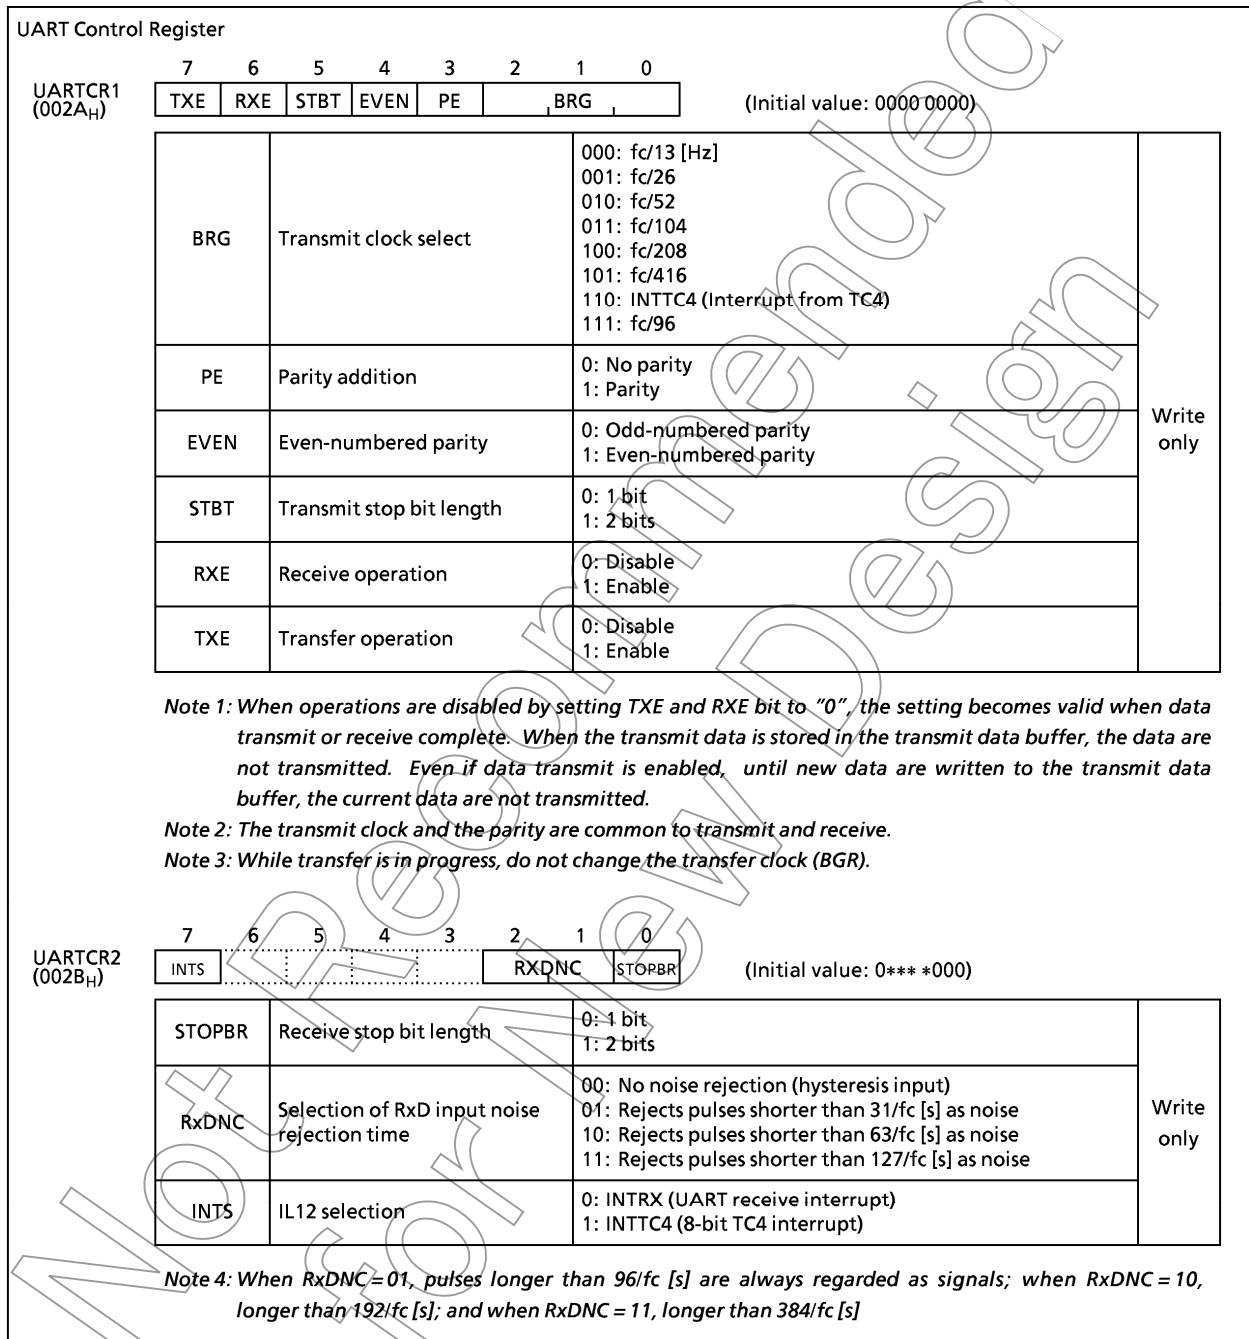 UART Control Register
7 6 5 4 3 2 1 0
UARTCR1
(002AH)
TXE RXE STBT EVEN PE BRG (Initial value: 0000 0000)
BRG Transmit clock select
000: fc/13 [Hz]
001: fc/26
010: fc/52
011: fc/104
100: fc/208
101: fc/416
110: INTTC4 (Interrupt from TC4)
111: fc/96
PE Parity addition
0: No parity
1: Parity
EVEN Even-numbered parity
0: Odd-numbered parity
1: Even-numbered parity
STBT Transmit stop bit length
0: 1 bit
1: 2 bits
RXE Receive operation
0: Disable
1: Enable
TXE Transfer operation
0: Disable
1: Enable
Write
only
Note 1: When operations are disabled by setting TXE and RXE bit to "0", the setting becomes valid when data
transmit or receive complete. When the transmit data is stored in the transmit data buffer, the data are
not transmitted. Even if data transmit is enabled, until new data are written to the transmit data
buffer, the current data are not transmitted.
Note 2: The transmit clock and the parity are common to transmit and receive.
Note 3: While transfer is in progress, do not change the transfer clock (BGR).
7 6 5 4 3 2 1 0
UARTCR2
(002BH)
INTS RXDNC STOPBR (Initial value: 0*** *000)
STOPBR Receive stop bit length
0: 1 bit
1: 2 bits
RxDNC Selection of RxD input noise
rejection time
00: No noise rejection (hysteresis input)
01: Rejects pulses shorter than 31/fc [s] as noise
10: Rejects pulses shorter than 63/fc [s] as noise
11: Rejects pulses shorter than 127/fc [s] as noise
INTS IL12 selection
0: INTRX (UART receive interrupt)
1: INTTC4 (8-bit TC4 interrupt)
Write
only
Note 4: When RxDNC = 01, pulses longer than 96/fc [s] are always regarded as signals; when RxDNC = 10,
longer than 192/fc [s]; and when RxDNC = 11, longer than 384/fc [s]
Not Recommended
for New Design